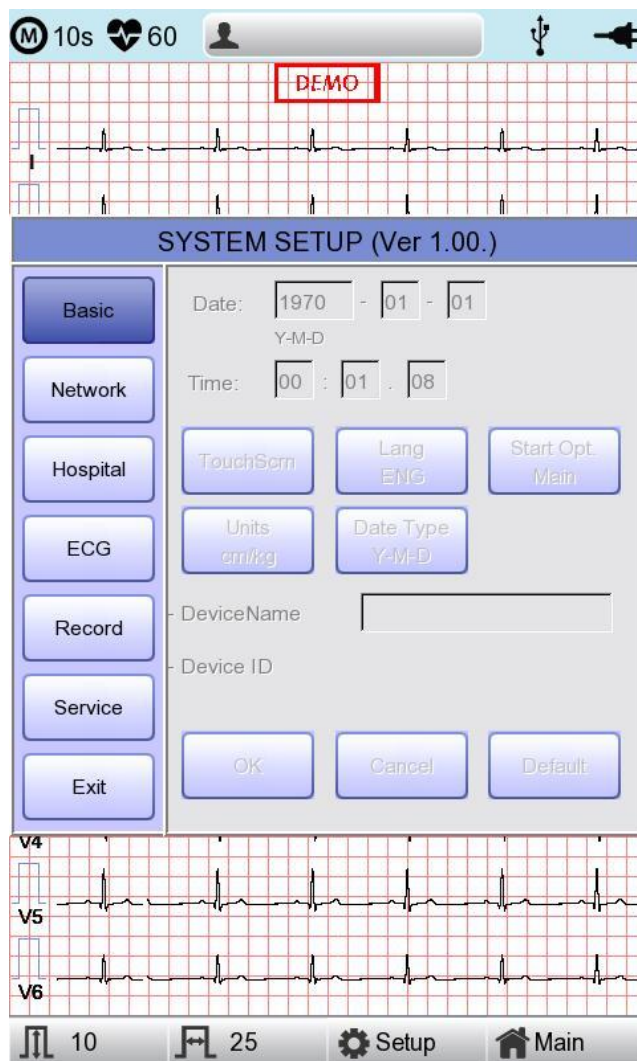 M 10s 60
DEMO
I
SYSTEM SETUP (Ver 1.00.)
Basic
Date: 1970 - 01 - 01
Y-M-D
Network
Time: 00 : 01 . 08
Hospital
TouchScrn
Lang
ENG
Start Opt.
Main
ECG
Units
cm/kg
Date Type
Y-M-D
Record
- DeviceName
- Device ID
Service
Exit
OK Cancel Default
V4
V5
V6
10 25 Setup Main